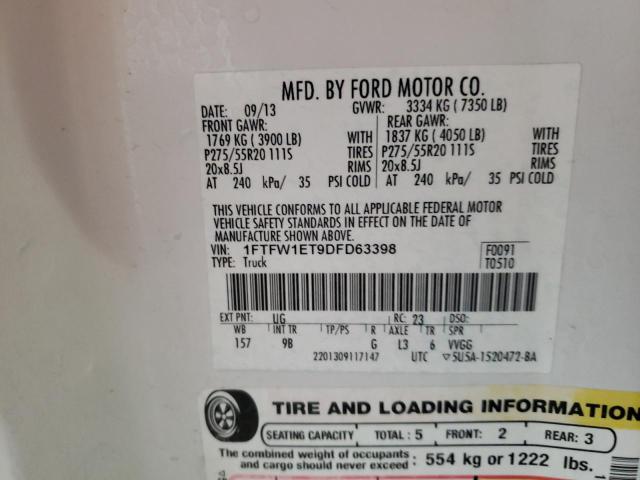 MFD. BY FORD MOTOR CO.
DATE: 09/13 GVWR: 3334 KG ( 7350 LB)
FRONT GAWR: REAR GAWR:
1769 KG ( 3900 LB) WITH 1837 KG ( 4050 LB) WITH
P275/55R20 111S TIRES P275/55R20 111S TIRES
20x8.5J RIMS 20x8.5J RIMS
AT 240 kPa/ 35 PSI COLD AT 240 kPa/ 35 PSI COLD
THIS VEHICLE CONFORMS TO ALL APPLICABLE FEDERAL MOTOR
VEHICLE SAFETY STANDARDS IN EFFECT ON THE DATE OF
MANUFACTURE SHOWN ABOVE.
VIN: 1FTFW1ET9DFD63398 F0091
TYPE: Truck T0510
EXT PNT: UG RC: 23 DSO:
WB INT TR TP/PS R AXLE TR SPR
157 9B G L3 6 VVGG
2201309117147 UTC ▽5U5A-1520472-BA
TIRE AND LOADING INFORMATION
SEATING CAPACITY TOTAL : 5 FRONT: 2 REAR: 3
The combined weight of occupants
and cargo should never exceed : 554 kg or 1222 lbs.